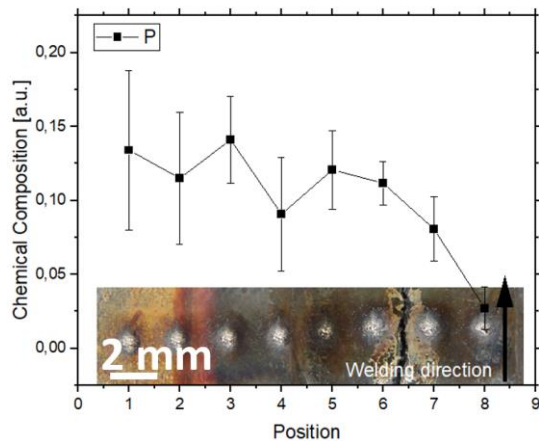 P
Chemical Composition [a.u.]
0,20
0,15
0,10
0,05
0,00
2 mm
Welding direction
0 1 2 3 4 5 6 7 8 9
Position